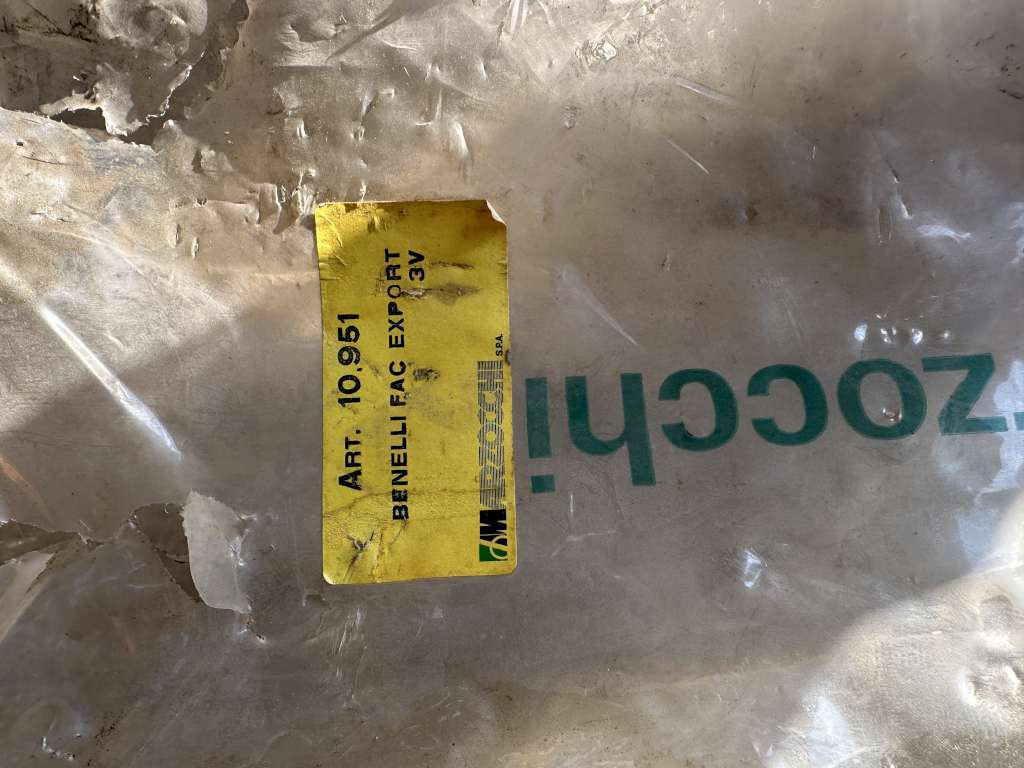 ART. 10.951
BENELLI FAC EXPORT
3V
MARZOCCHI S.P.A.
zocchi